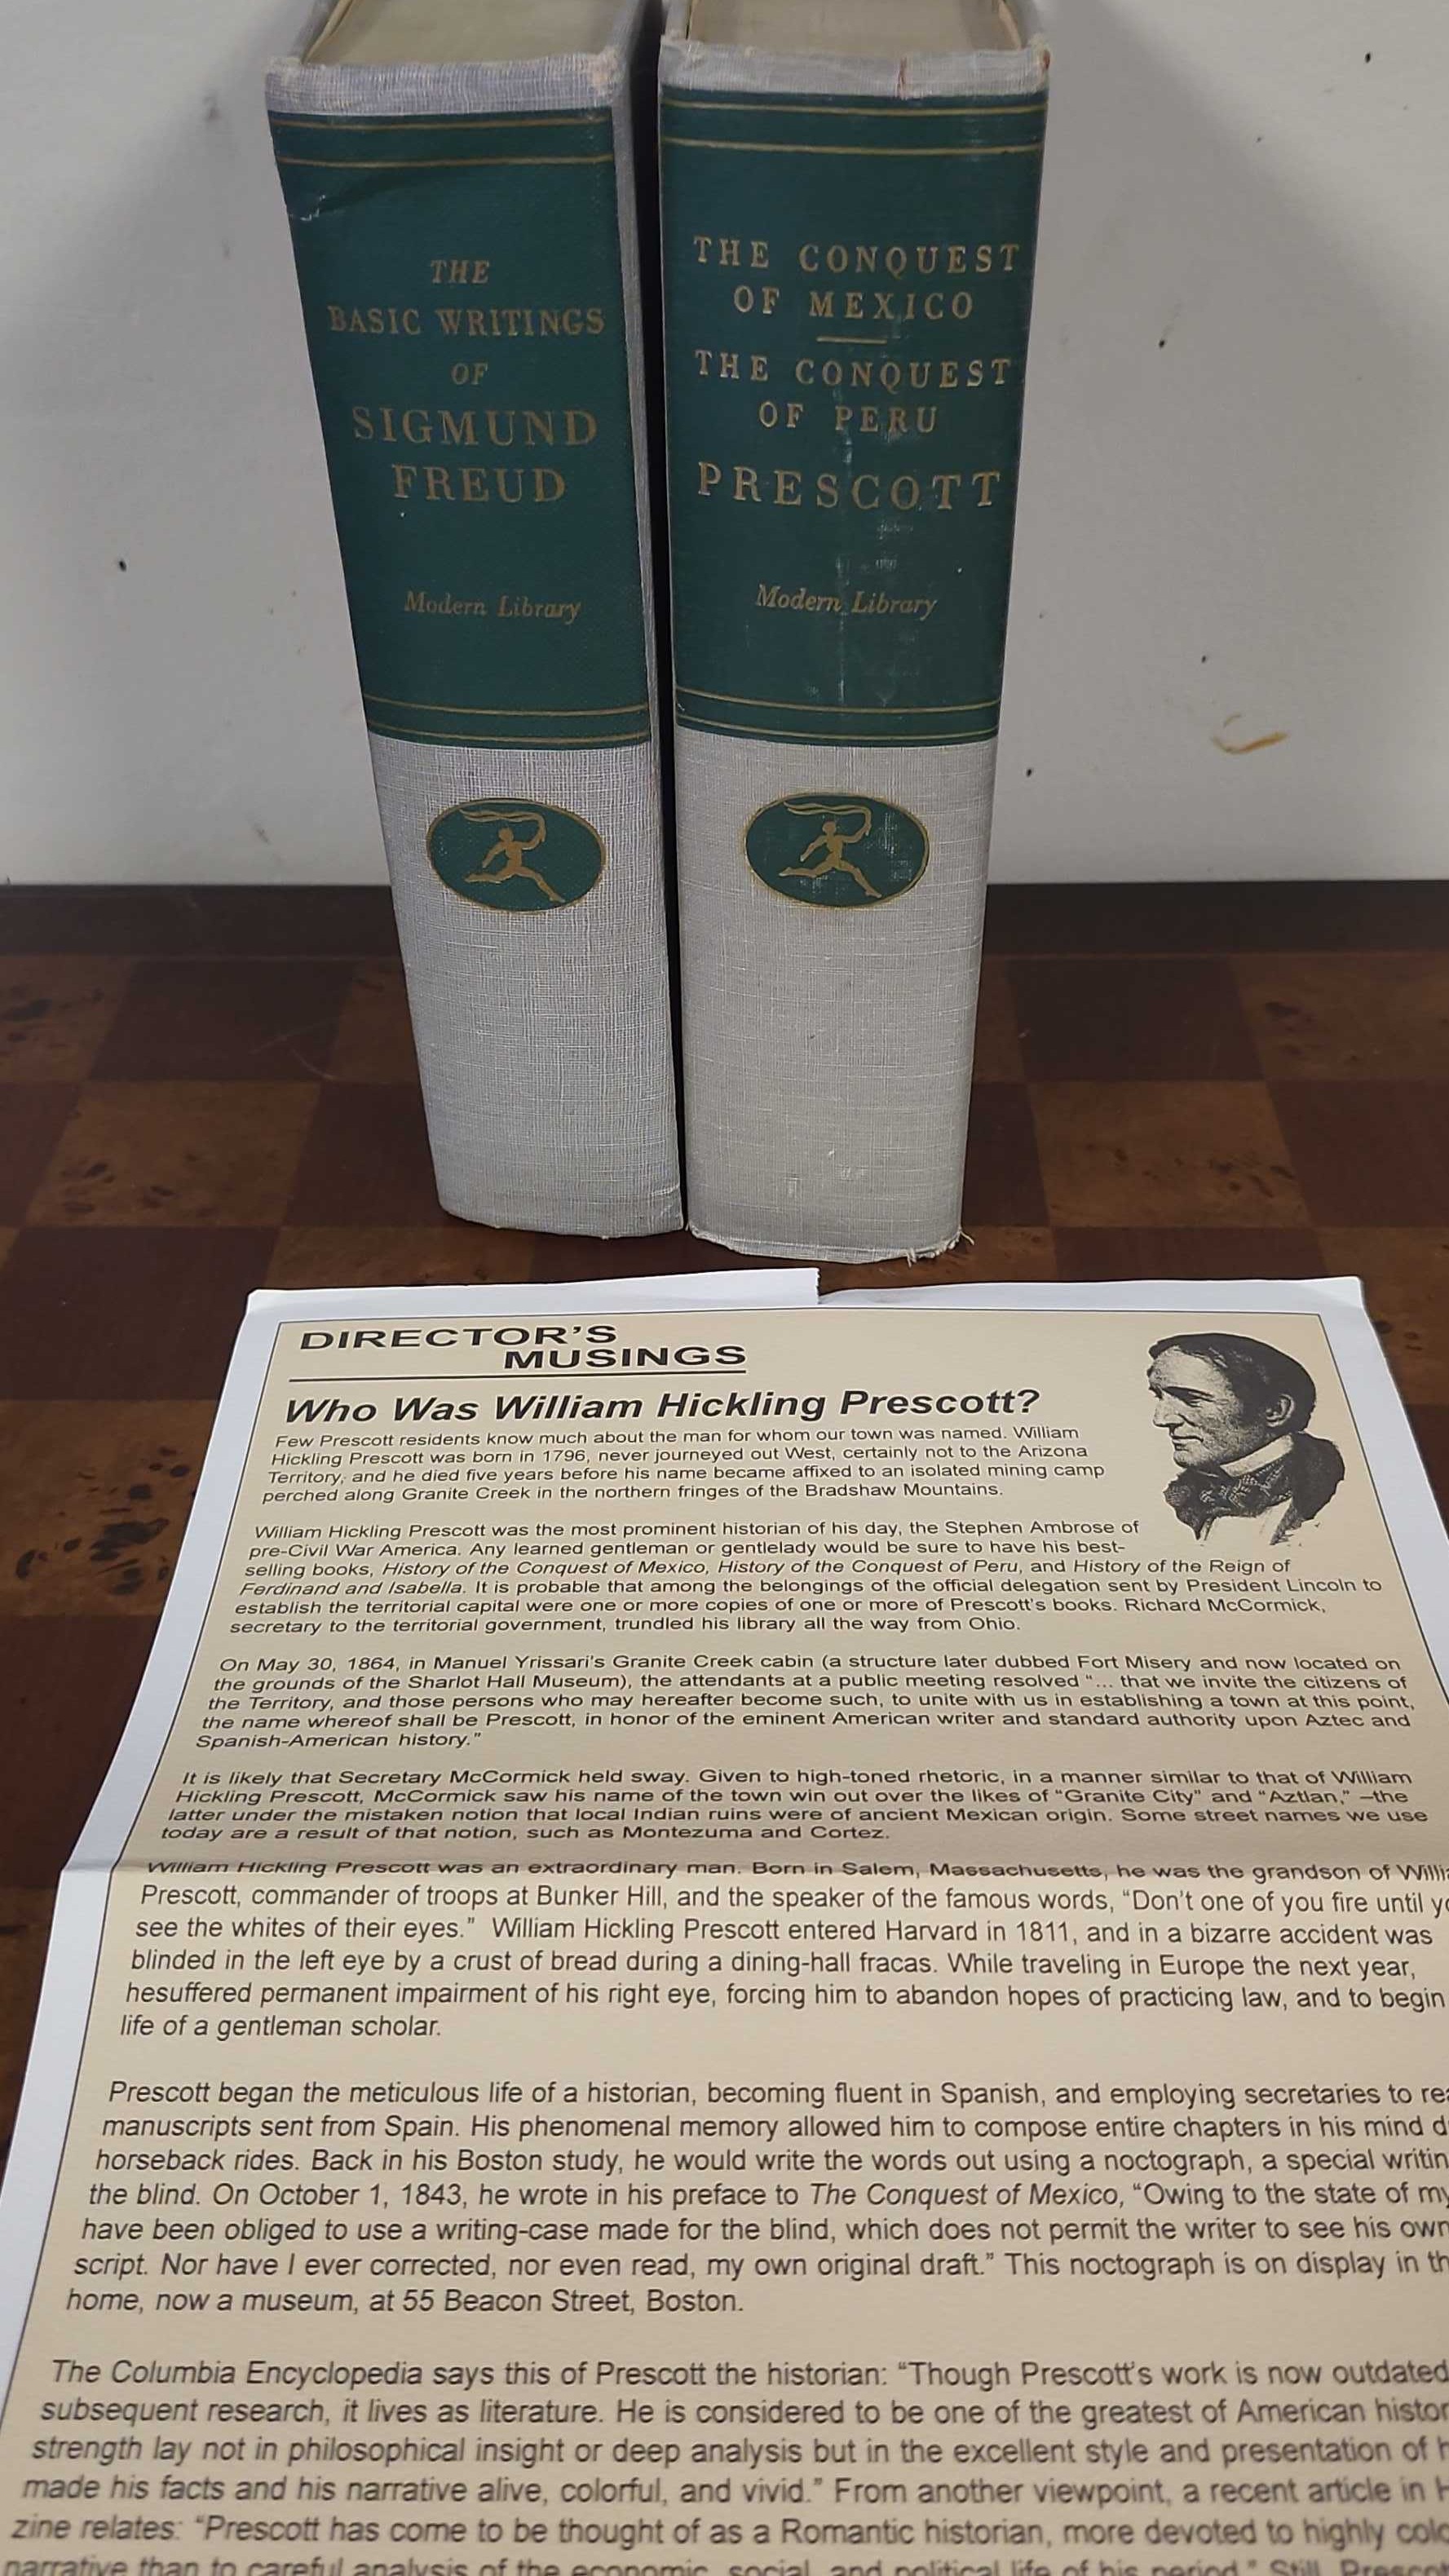 THE
BASIC WRITINGS
OF
SIGMUND
FREUD
Modern Library
THE CONQUEST
OF MEXICO
THE CONQUEST
OF PERU
PRESCOTT
Modern Library
DIRECTOR'S
MUSINGS
Who Was William Hickling Prescott?
Few Prescott residents know much about the man for whom our town was named. William
Hickling Prescott was born in 1796, never journeyed out West, certainly not to the Arizona
Territory, and he died five years before his name became affixed to an isolated mining camp
perched along Granite Creek in the northern fringes of the Bradshaw Mountains.
William Hickling Prescott was the most prominent historian of his day, the Stephen Ambrose of
pre-Civil War America. Any learned gentleman or gentlelady would be sure to have his best-
selling books, History of the Conquest of Mexico, History of the Conquest of Peru, and History of the Reign of
Ferdinand and Isabella. It is probable that among the belongings of the official delegation sent by President Lincoln to
establish the territorial capital were one or more copies of one or more of Prescott's books. Richard McCormick,
secretary to the territorial government, trundled his library all the way from Ohio.
On May 30, 1864, in Manuel Yrissari's Granite Creek cabin (a structure later dubbed Fort Misery and now located on
the grounds of the Sharlot Hall Museum), the attendants at a public meeting resolved "... that we invite the citizens of
the Territory, and those persons who may hereafter become such, to unite with us in establishing a town at this point,
the name whereof shall be Prescott, in honor of the eminent American writer and standard authority upon Aztec and
Spanish-American history."
It is likely that Secretary McCormick held sway. Given to high-toned rhetoric, in a manner similar to that of William
Hickling Prescott, McCormick saw his name of the town win out over the likes of "Granite City" and "Aztlan," —the
latter under the mistaken notion that local Indian ruins were of ancient Mexican origin. Some street names we use
today are a result of that notion, such as Montezuma and Cortez.
William Hickling Prescott was an extraordinary man. Born in Salem, Massachusetts, he was the grandson of
Prescott, commander of troops at Bunker Hill, and the speaker of the famous words, "Don't one of you fire until
see the whites of their eyes." William Hickling Prescott entered Harvard in 1811, and in a bizarre accident was
blinded in the left eye by a crust of bread during a dining-hall fracas. While traveling in Europe the next year,
hesuffered permanent impairment of his right eye, forcing him to abandon hopes of practicing law, and to begin
life of a gentleman scholar.
Prescott began the meticulous life of a historian, becoming fluent in Spanish, and employing secretaries to
manuscripts sent from Spain. His phenomenal memory allowed him to compose entire chapters in his mind
horseback rides. Back in his Boston study, he would write the words out using a noctograph, a special
the blind. On October 1, 1843, he wrote in his preface to The Conquest of Mexico, "Owing to the state of
have been obliged to use a writing-case made for the blind, which does not permit the writer to see his own
script. Nor have I ever corrected, nor even read, my own original draft." This noctograph is on display in
home, now a museum, at 55 Beacon Street, Boston.
The Columbia Encyclopedia says this of Prescott the historian: "Though Prescott's work is now outdated
subsequent research, it lives as literature. He is considered to be one of the greatest of American
strength lay not in philosophical insight or deep analysis but in the excellent style and presentation of
made his facts and his narrative alive, colorful, and vivid." From another viewpoint, a recent article in
zine relates: "Prescott has come to be thought of as a Romantic historian, more devoted to highly
narrative than to careful analysis of the economic, social, and political life of his period." Still,